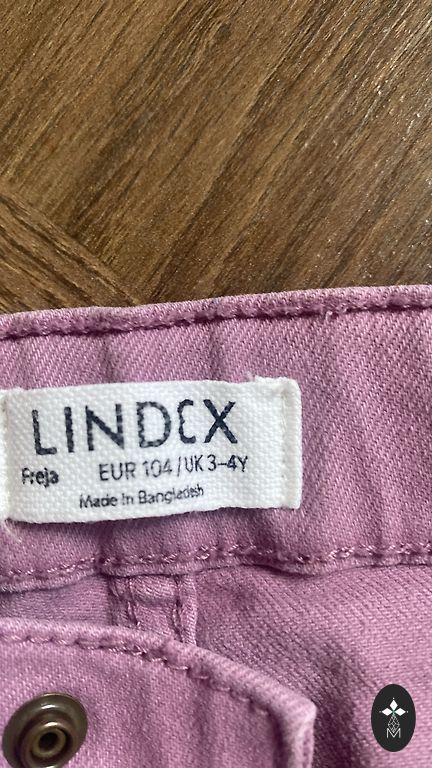 LINDEX
Freja EUR 104/UK 3-4Y
Made In Bangladesh
M